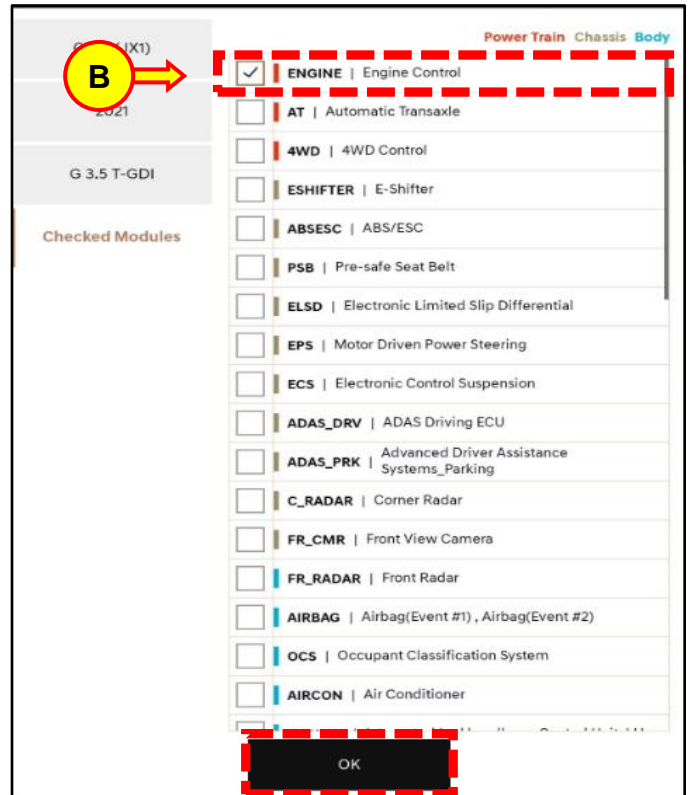 Power Train Chassis Body
JX1)
B
2021
G 3.5 T-GDI
Checked Modules
ENGINE | Engine Control
AT | Automatic Transaxle
4WD | 4WD Control
ESHIFTER | E-Shifter
ABSESC | ABS/ESC
PSB | Pre-safe Seat Belt
ELSD | Electronic Limited Slip Differential
EPS | Motor Driven Power Steering
ECS | Electronic Control Suspension
ADAS_DRV | ADAS Driving ECU
ADAS_PRK | Advanced Driver Assistance
Systems_Parking
C_RADAR | Corner Radar
FR_CMR | Front View Camera
FR_RADAR | Front Radar
AIRBAG | Airbag(Event #1) , Airbag(Event #2)
OCS | Occupant Classification System
AIRCON | Air Conditioner
OK